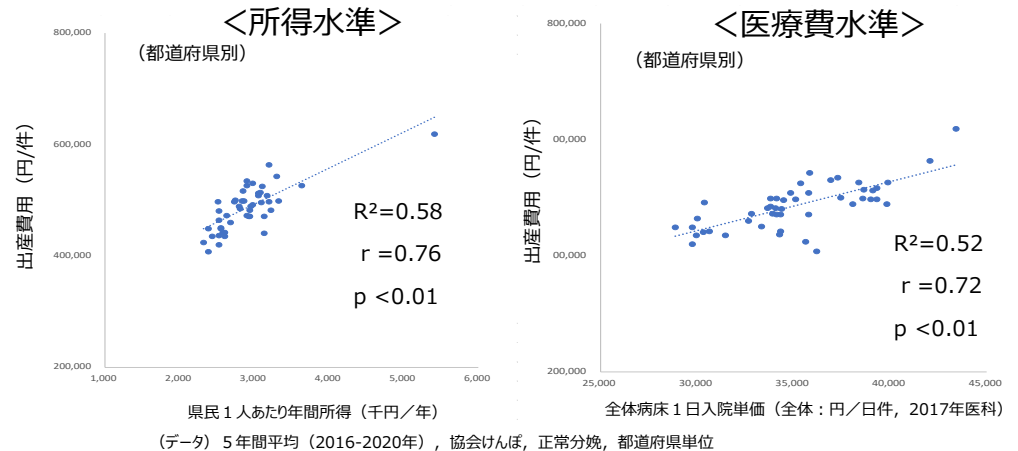 ＜所得水準＞
（都道府県別）
出産費用（円/件）
800,000
600,000
400,000
200,000
1,000
2,000
3,000
4,000
5,000
6,000
R²=0.58
r =0.76
p <0.01
県民１人あたり年間所得（千円／年）
＜医療費水準＞
（都道府県別）
出産費用（円/件）
800,000
00,000
00,000
200,000
25,000
30,000
35,000
40,000
45,000
R²=0.52
r =0.72
p <0.01
全体病床１日入院単価（全体：円／日件，2017年医科）
（データ）５年間平均（2016-2020年）, 協会けんぽ, 正常分娩, 都道府県単位